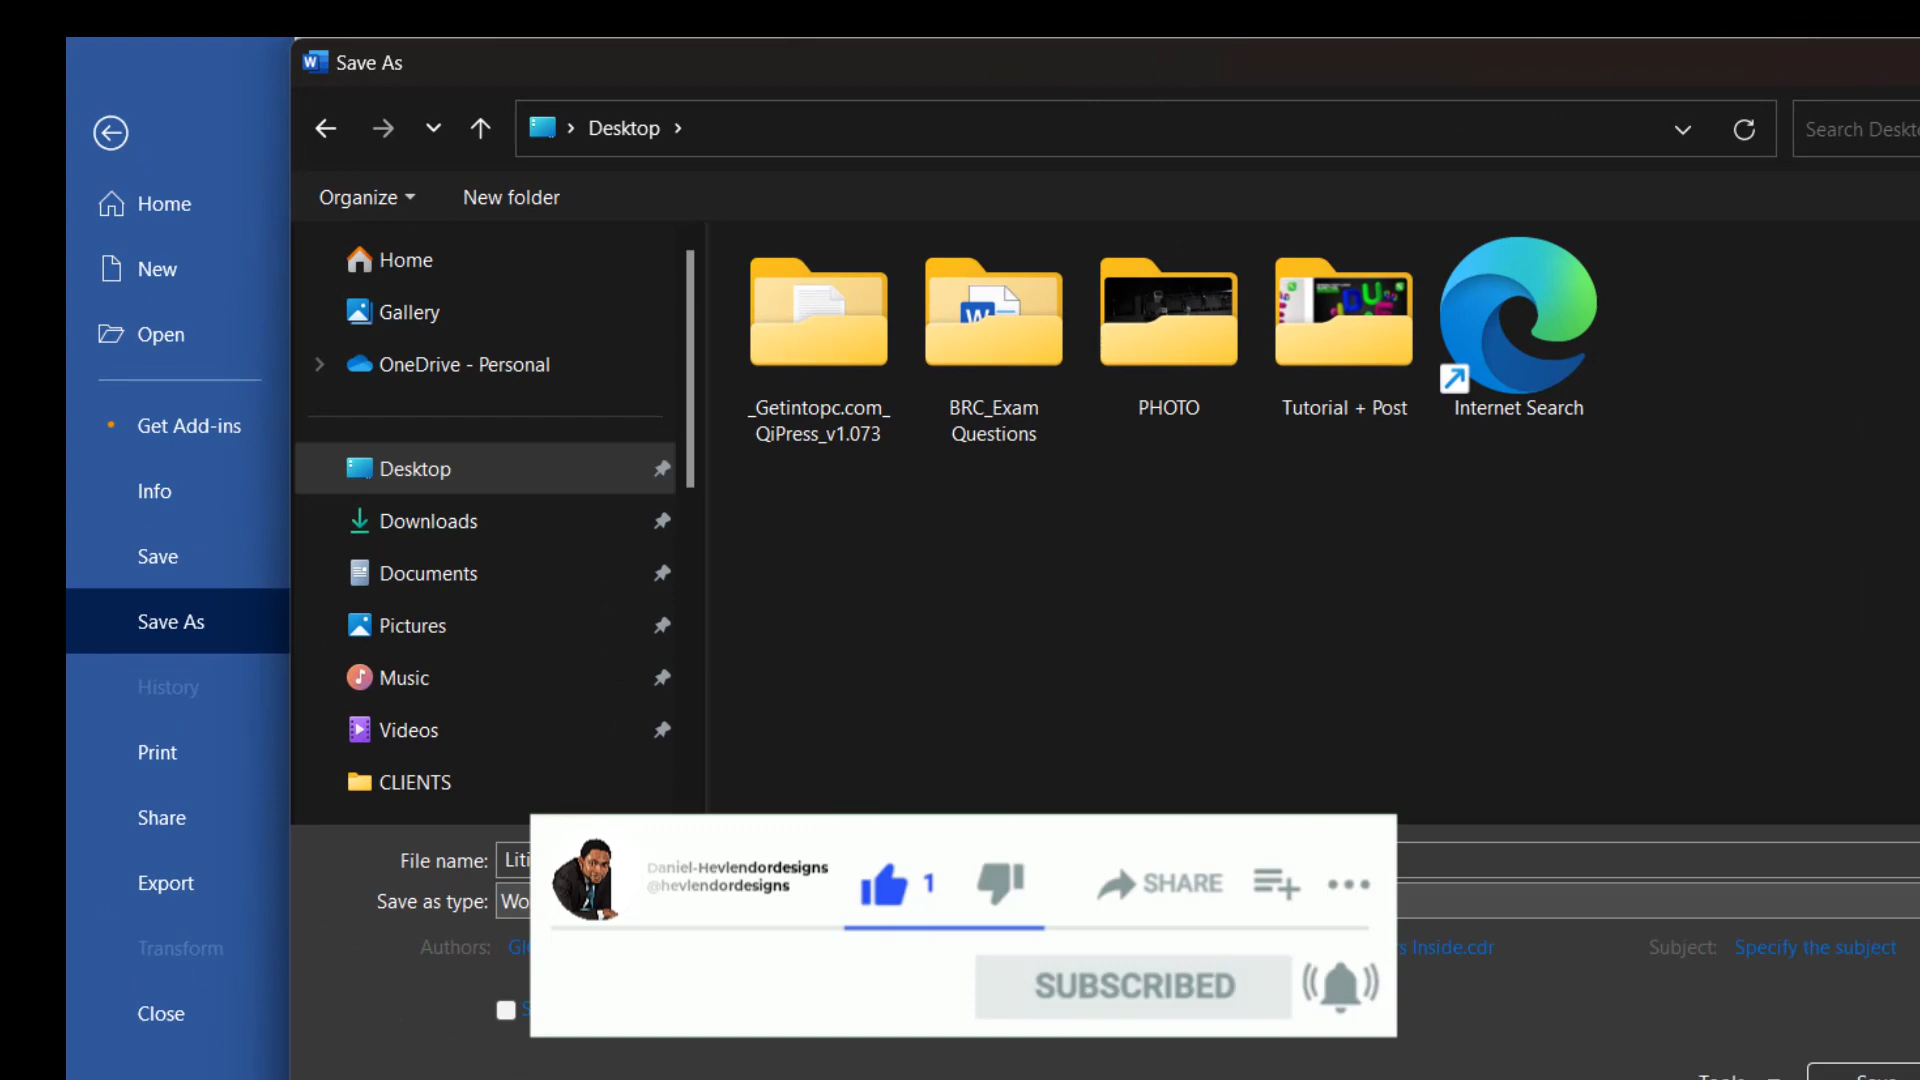 Save As
Desktop
Search Deskto
Organize
New folder
Home
New
Open
Get Add-ins
Info
Save
Save As
History
Print
Share
Export
Transform
Close
Home
Gallery
OneDrive - Personal
Desktop
Downloads
Documents
Pictures
Music
Videos
CLIENTS
_Getintopc.com_
QiPress_v1.073
BRC_Exam
Questions
PHOTO
Tutorial + Post
Internet Search
File name: Liti
Save as type: Wo
Authors:
Inside.cdr
Subject: Specify the subject
Daniel-Hevlendordesigns
@hevlendordesigns
1
SHARE
SUBSCRIBED